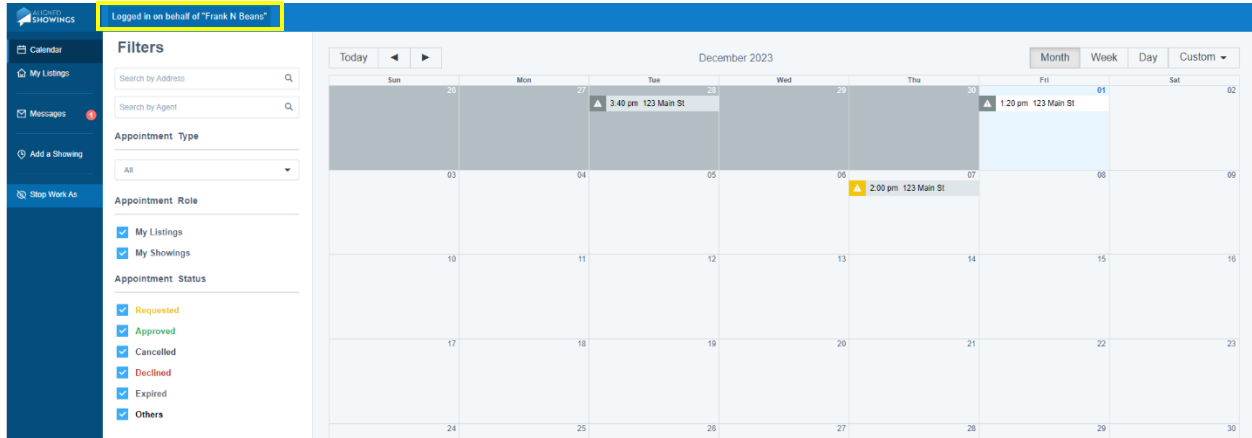 ALIGNED
SHOWINGS
Logged in on behalf of "Frank N Beans"
Calendar
My Listings
Messages
1
Add a Showing
Stop Work As
Filters
Search by Address
Search by Agent
Appointment Type
All
Appointment Role
My Listings
My Showings
Appointment Status
Requested
Approved
Cancelled
Declined
Expired
Others
Today
December 2023
Month Week Day Custom
Sun Mon Tue Wed Thu Fri Sat
26 27 28 29 30 01 02
3:40 pm 123 Main St
1:20 pm 123 Main St
03 04 05 06 07 08 09
2:00 pm 123 Main St
10 11 12 13 14 15 16
17 18 19 20 21 22 23
24 25 26 27 28 29 30